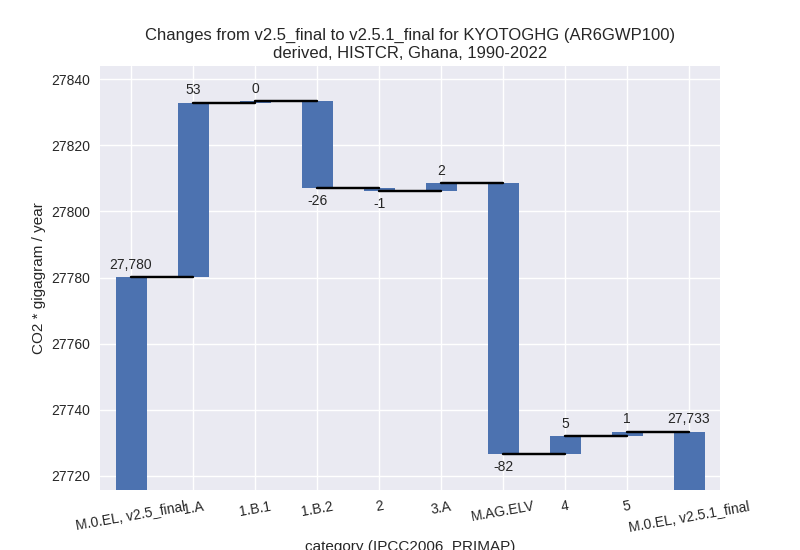 Changes from v2.5_final to v2.5.1_final for KYOTOGHG (AR6GWP100)
derived, HISTCR, Ghana, 1990-2022
CO2 * gigagram / year
27840
27820
27800
27780
27760
27740
27720
27,780
53
0
-26
-1
2
-82
5
1
27,733
M.0.EL, v2.5_final
1.A
1.B.1
1.B.2
2
3.A
M.AG.ELV
4
5
M.0.EL, v2.5.1_final
category (IPCC2006_PRIMAP)